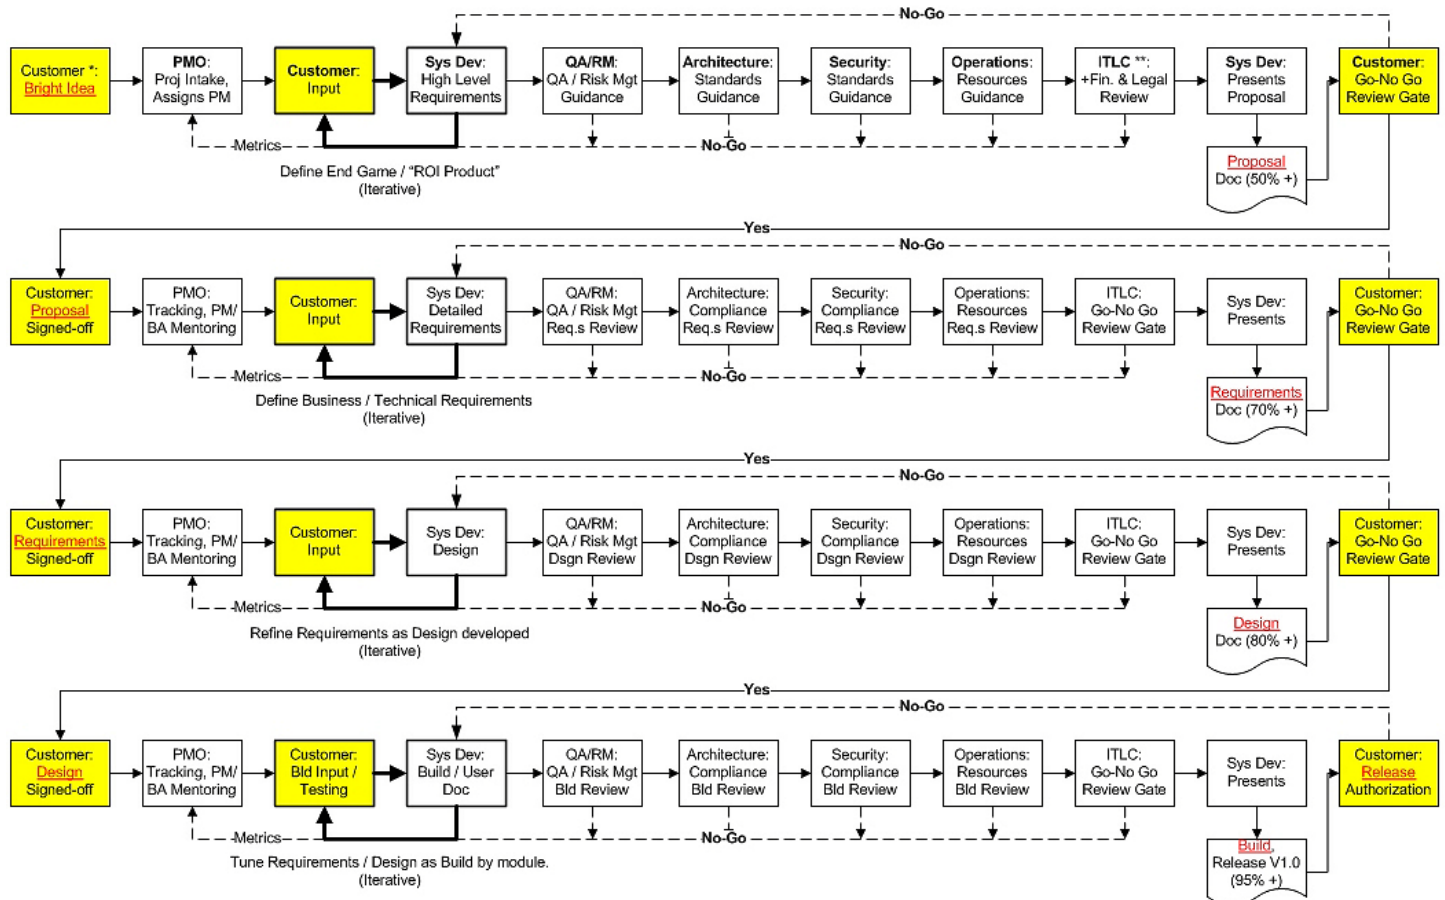 No-Go
Customer *:
Bright Idea
PMO:
Proj Intake,
Assigns PM
Customer:
Input
Sys Dev:
High Level
Requirements
QA/RM:
QA / Risk Mgt
Guidance
Architecture:
Standards
Guidance
Security:
Standards
Guidance
Operations:
Resources
Guidance
ITLC **:
+Fin. & Legal
Review
Sys Dev:
Presents
Proposal
Customer:
Go-No Go
Review Gate
Metrics
No-Go
Define End Game / "ROI Product"
(Iterative)
Proposal
Doc (50% +)
Yes
No-Go
Customer:
Proposal
Signed-off
PMO:
Tracking, PM/
BA Mentoring
Customer:
Input
Sys Dev:
Detailed
Requirements
QA/RM:
QA / Risk Mgt
Req.s Review
Architecture:
Compliance
Req.s Review
Security:
Compliance
Req.s Review
Operations:
Resources
Req.s Review
ITLC:
Go-No Go
Review Gate
Sys Dev:
Presents
Customer:
Go-No Go
Review Gate
Metrics
No-Go
Define Business / Technical Requirements
(Iterative)
Requirements
Doc (70% +)
Yes
No-Go
Customer:
Requirements
Signed-off
PMO:
Tracking, PM/
BA Mentoring
Customer:
Input
Sys Dev:
Design
QA/RM:
QA / Risk Mgt
Dsgn Review
Architecture:
Compliance
Dsgn Review
Security:
Compliance
Dsgn Review
Operations:
Resources
Dsgn Review
ITLC:
Go-No Go
Review Gate
Sys Dev:
Presents
Customer:
Go-No Go
Review Gate
Metrics
No-Go
Refine Requirements as Design developed
(Iterative)
Design
Doc (80% +)
Yes
No-Go
Customer:
Design
Signed-off
PMO:
Tracking, PM/
BA Mentoring
Customer:
Bld Input /
Testing
Sys Dev:
Build / User
Doc
QA/RM:
QA / Risk Mgt
Bld Review
Architecture:
Compliance
Bld Review
Security:
Compliance
Bld Review
Operations:
Resources
Bld Review
ITLC:
Go-No Go
Review Gate
Sys Dev:
Presents
Customer:
Release
Authorization
Metrics
No-Go
Tune Requirements / Design as Build by module.
(Iterative)
Build,
Release V1.0
(95% +)